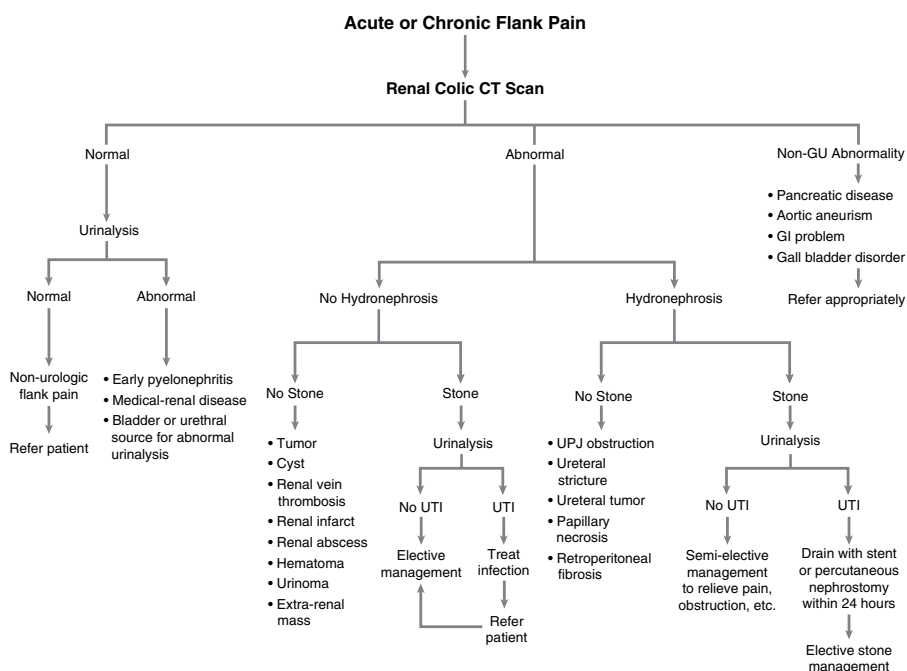 Acute or Chronic Flank Pain
Renal Colic CT Scan
Normal
Abnormal
Non-GU Abnormality
• Pancreatic disease
• Aortic aneurism
• GI problem
• Gall bladder disorder
Refer appropriately
Urinalysis
Normal
Abnormal
Non-urologic
flank pain
Refer patient
• Early pyelonephritis
• Medical-renal disease
• Bladder or urethral
source for abnormal
urinalysis
No Hydronephrosis
Hydronephrosis
No Stone
• Tumor
• Cyst
• Renal vein
thrombosis
• Renal infarct
• Renal abscess
• Hematoma
• Urinoma
• Extra-renal
mass
Stone
Urinalysis
No UTI
UTI
Elective
management
Treat
infection
Refer
patient
No Stone
• UPJ obstruction
• Ureteral
stricture
• Ureteral tumor
• Papillary
necrosis
• Retroperitoneal
fibrosis
Stone
Urinalysis
No UTI
UTI
Semi-elective
management
to relieve pain,
obstruction, etc.
Drain with stent
or percutaneous
nephrostomy
within 24 hours
Elective stone
management